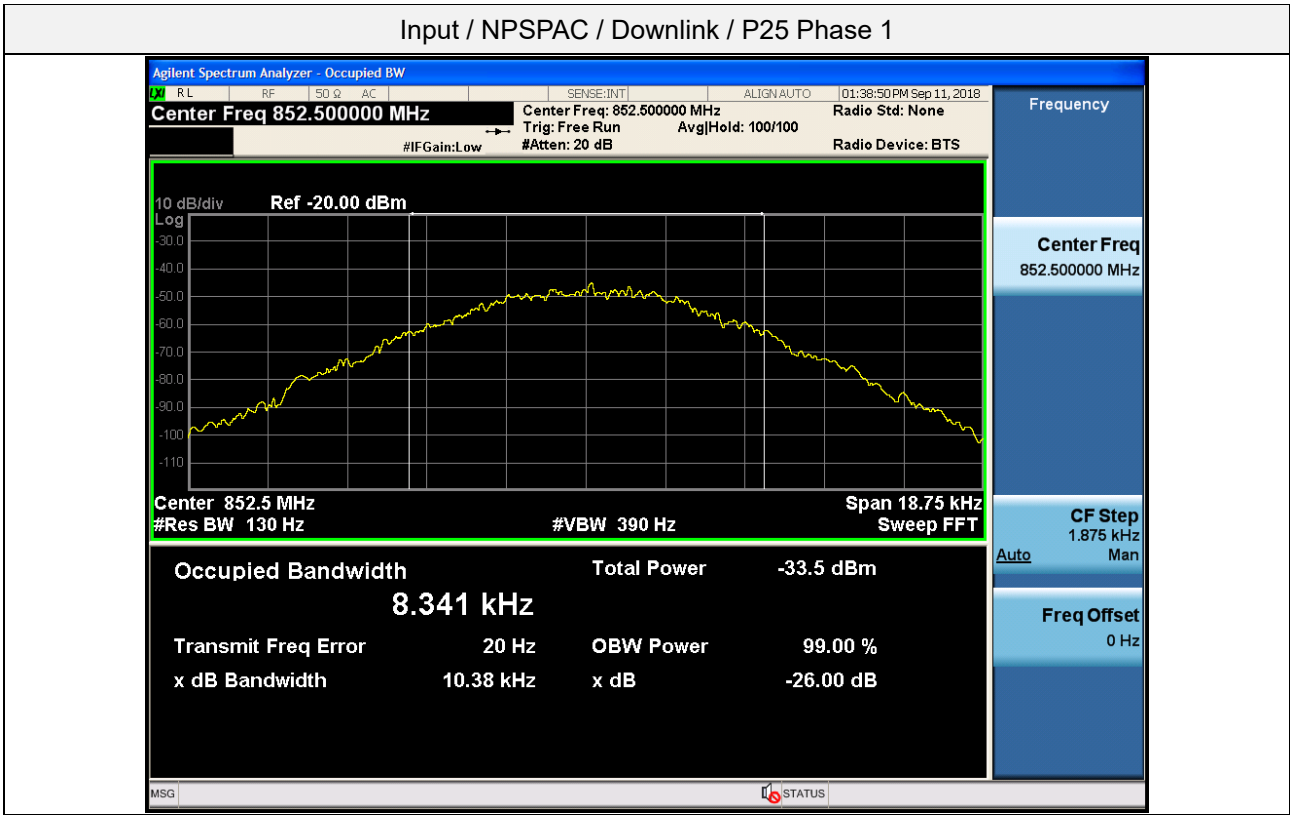 Input / NPSPAC / Downlink / P25 Phase 1
Agilent Spectrum Analyzer - Occupied BW
LXI RL RF 50 Ω AC SENSE:INT ALIGN AUTO 01:38:50 PM Sep 11, 2018
Center Freq 852.500000 MHz
Center Freq: 852.500000 MHz Radio Std: None
Trig: Free Run Avg|Hold: 100/100
#IFGain:Low #Atten: 20 dB Radio Device: BTS
10 dB/div Ref -20.00 dBm
Log
-30.0
-40.0
-50.0
-60.0
-70.0
-80.0
-90.0
-100
-110
Center 852.5 MHz Span 18.75 kHz
#Res BW 130 Hz #VBW 390 Hz Sweep FFT
Occupied Bandwidth Total Power -33.5 dBm
8.341 kHz
Transmit Freq Error 20 Hz OBW Power 99.00 %
x dB Bandwidth 10.38 kHz x dB -26.00 dB
Frequency
Center Freq
852.500000 MHz
CF Step
1.875 kHz
Auto Man
Freq Offset
0 Hz
MSG STATUS